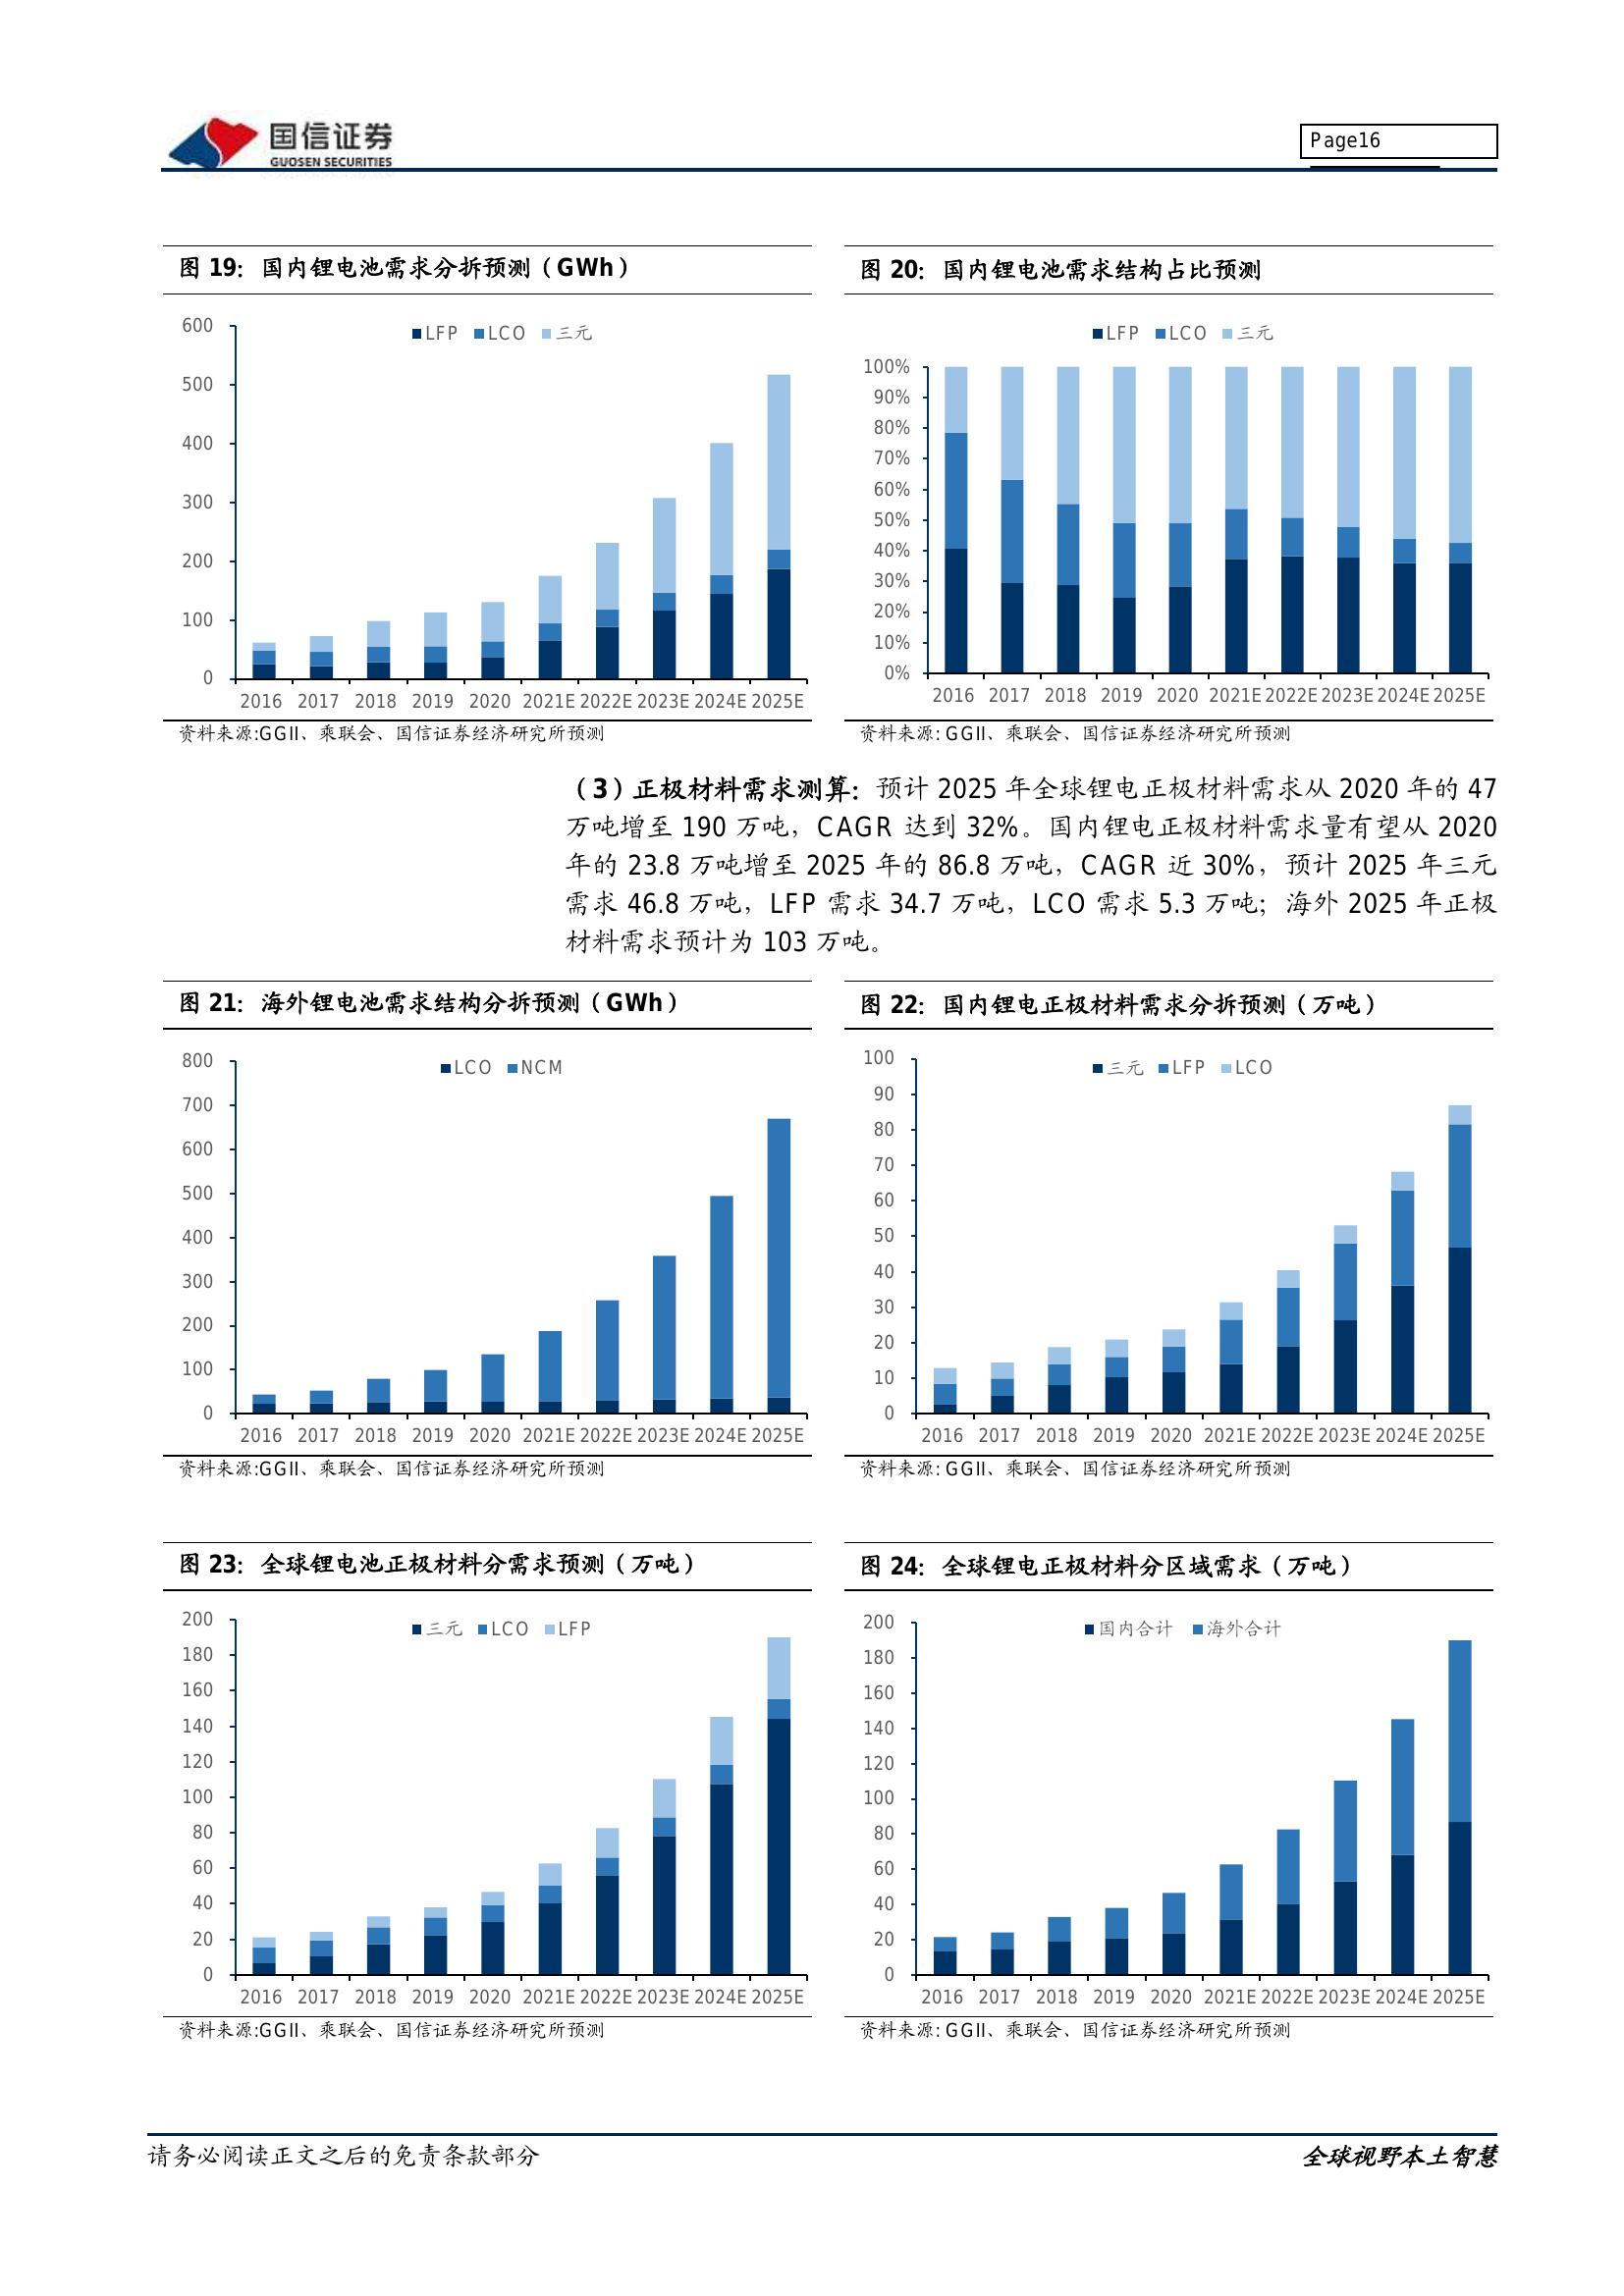 国信证券
GUOSEN SECURITIES
Page16
图 19：国内锂电池需求分拆预测（GWh）
LFP LCO 三元
600
500
400
300
200
100
0
2016 2017 2018 2019 2020 2021E 2022E 2023E 2024E 2025E
资料来源:GGII、乘联会、国信证券经济研究所预测
图 20：国内锂电池需求结构占比预测
LFP LCO 三元
100%
90%
80%
70%
60%
50%
40%
30%
20%
10%
0%
2016 2017 2018 2019 2020 2021E 2022E 2023E 2024E 2025E
资料来源: GGII、乘联会、国信证券经济研究所预测
（3）正极材料需求测算：预计 2025 年全球锂电正极材料需求从 2020 年的 47
万吨增至 190 万吨，CAGR 达到 32%。国内锂电正极材料需求量有望从 2020
年的 23.8 万吨增至 2025 年的 86.8 万吨，CAGR 近 30%，预计 2025 年三元
需求 46.8 万吨，LFP 需求 34.7 万吨，LCO 需求 5.3 万吨；海外 2025 年正极
材料需求预计为 103 万吨。
图 21：海外锂电池需求结构分拆预测（GWh）
LCO NCM
800
700
600
500
400
300
200
100
0
2016 2017 2018 2019 2020 2021E 2022E 2023E 2024E 2025E
资料来源:GGII、乘联会、国信证券经济研究所预测
图 22：国内锂电正极材料需求分拆预测（万吨）
三元 LFP LCO
100
90
80
70
60
50
40
30
20
10
0
2016 2017 2018 2019 2020 2021E 2022E 2023E 2024E 2025E
资料来源: GGII、乘联会、国信证券经济研究所预测
图 23：全球锂电池正极材料分需求预测（万吨）
三元 LCO LFP
200
180
160
140
120
100
80
60
40
20
0
2016 2017 2018 2019 2020 2021E 2022E 2023E 2024E 2025E
资料来源:GGII、乘联会、国信证券经济研究所预测
图 24：全球锂电正极材料分区域需求（万吨）
国内合计 海外合计
200
180
160
140
120
100
80
60
40
20
0
2016 2017 2018 2019 2020 2021E 2022E 2023E 2024E 2025E
资料来源: GGII、乘联会、国信证券经济研究所预测
请务必阅读正文之后的免责条款部分
全球视野本土智慧